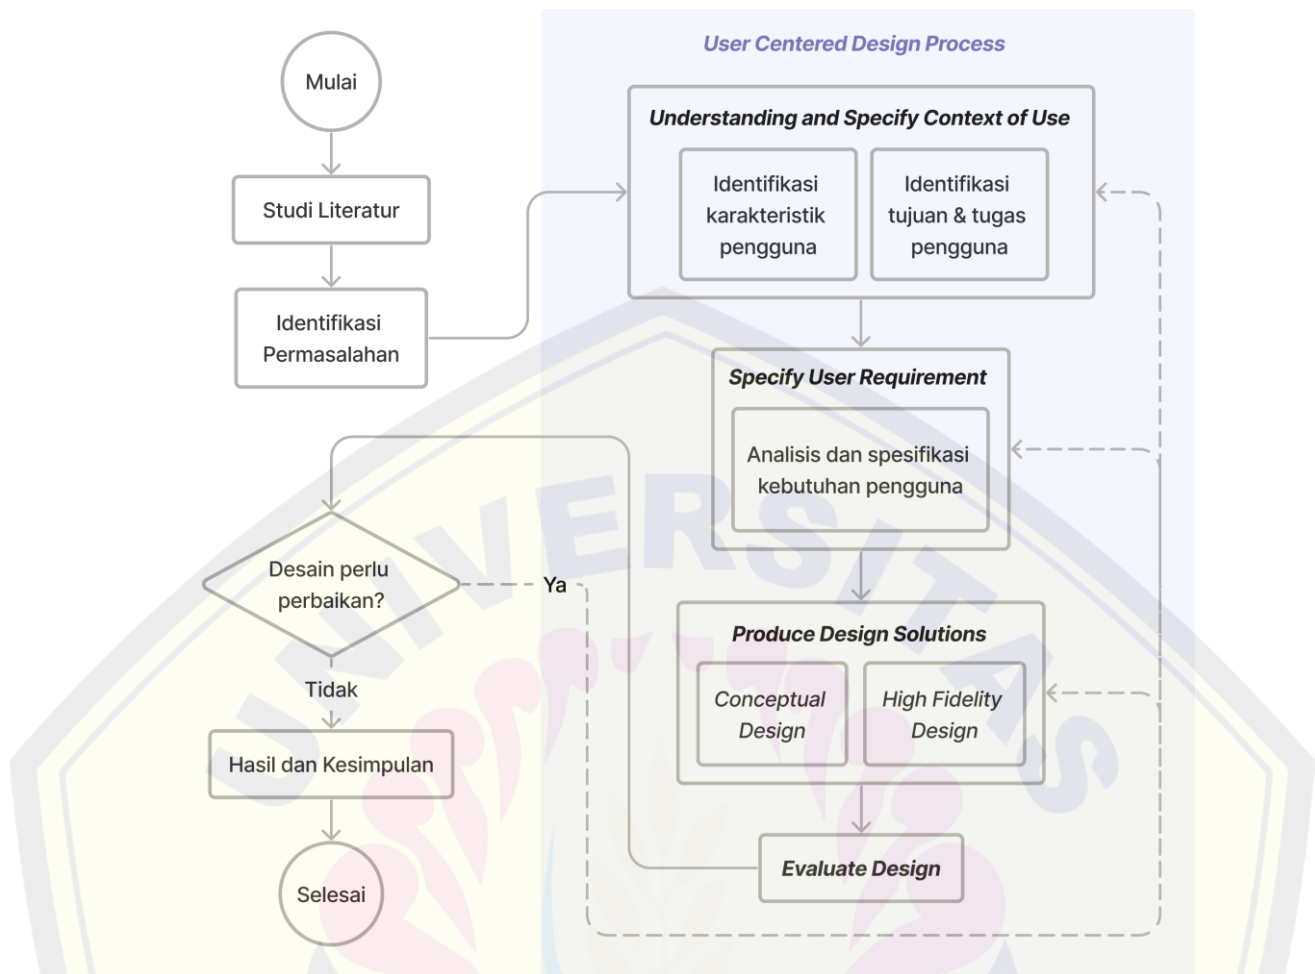 User Centered Design Process
Mulai
Studi Literatur
Identifikasi
Permasalahan
Understanding and Specify Context of Use
Identifikasi
karakteristik
pengguna
Identifikasi
tujuan & tugas
pengguna
Specify User Requirement
Analisis dan spesifikasi
kebutuhan pengguna
Produce Design Solutions
Conceptual
Design
High Fidelity
Design
Evaluate Design
Desain perlu
perbaikan?
Ya
Tidak
Hasil dan Kesimpulan
Selesai
UNIVERSITAS